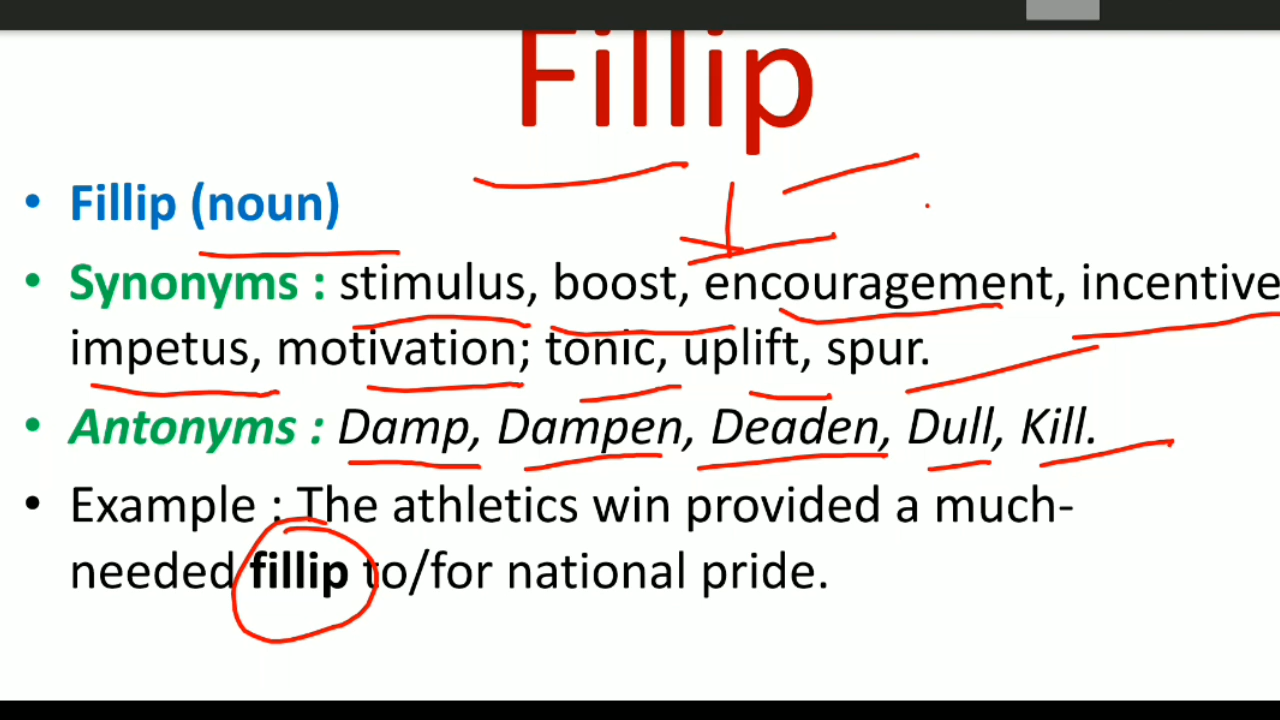 Fillip
• Fillip (noun)
• Synonyms : stimulus, boost, encouragement, incentive
impetus, motivation; tonic, uplift, spur.
• Antonyms : Damp, Dampen, Deaden, Dull, Kill.
• Example : The athletics win provided a much-
needed fillip to/for national pride.